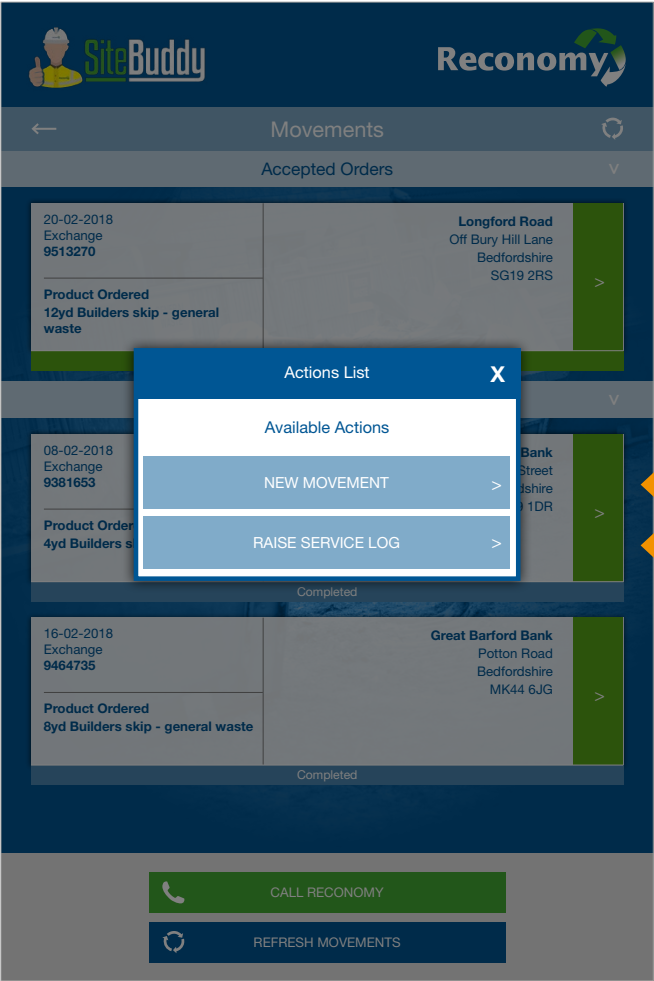 SiteBuddy
Reconomy
Movements
Accepted Orders
v
20-02-2018
Exchange
9513270
Product Ordered
12yd Builders skip - general
waste
Longford Road
Off Bury Hill Lane
Bedfordshire
SG19 2RS
>
Actions List
X
Available Actions
NEW MOVEMENT >
RAISE SERVICE LOG >
v
08-02-2018
Exchange
9381653
Product Order
4yd Builders s
Bank
Street
dshire
1DR
>
Completed
16-02-2018
Exchange
9464735
Product Ordered
8yd Builders skip - general waste
Great Barford Bank
Potton Road
Bedfordshire
MK44 6JG
>
Completed
CALL RECONOMY
REFRESH MOVEMENTS